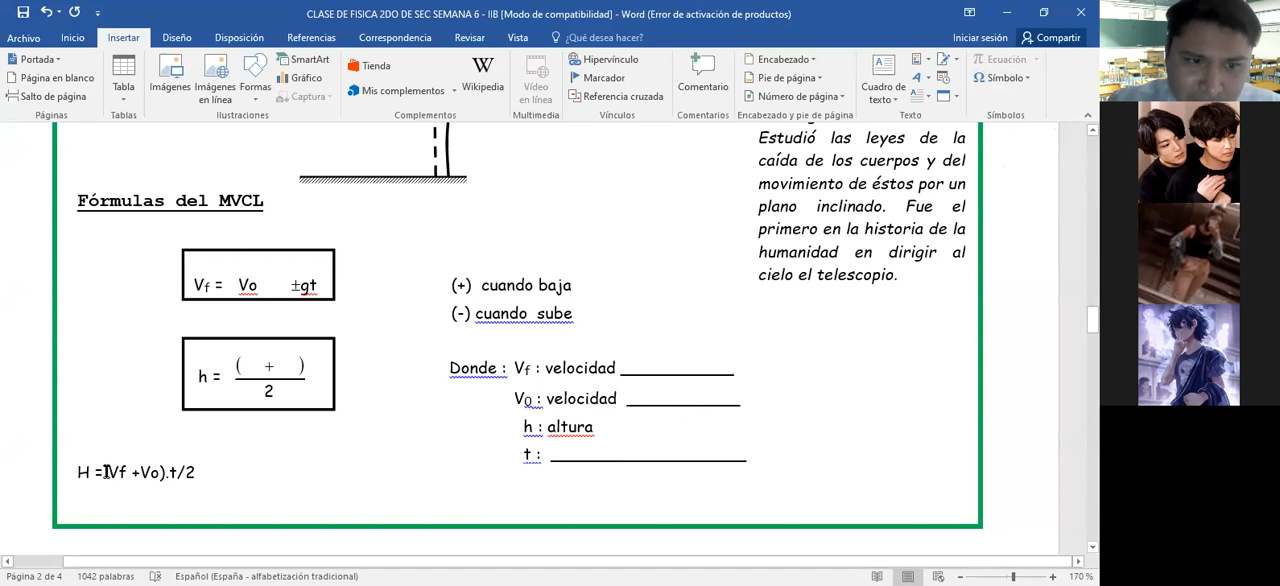 CLASE DE FISICA 2DO DE SEC SEMANA 6 - IIB [Modo de compatibilidad] - Word (Error de activación de productos)
Archivo Inicio Insertar Diseño Disposición Referencias Correspondencia Revisar Vista ¿Qué desea hacer? Iniciar sesión Compartir
Portada
Página en blanco
Salto de página
Páginas
Tabla
Tablas
Imágenes
Imágenes en línea
Formas
SmartArt
Gráfico
Captura
Ilustraciones
Tienda
Mis complementos
Wikipedia
Complementos
Vídeo en línea
Multimedia
Hipervínculo
Marcador
Referencia cruzada
Vínculos
Comentario
Comentarios
Encabezado
Pie de página
Número de página
Encabezado y pie de página
Cuadro de texto
Texto
Ecuación
Símbolo
Símbolos
Estudió las leyes de la
caída de los cuerpos y del
movimiento de éstos por un
plano inclinado. Fue el
primero en la historia de la
humanidad en dirigir al
cielo el telescopio.
Fórmulas del MVCL
Vf = Vo ±gt
(+) cuando baja
(-) cuando sube
h = ( + )
2
Donde : Vf : velocidad
V0 : velocidad
h : altura
t :
H =(Vf +Vo).t/2
Página 2 de 4 1042 palabras Español (España - alfabetización tradicional) 170 %